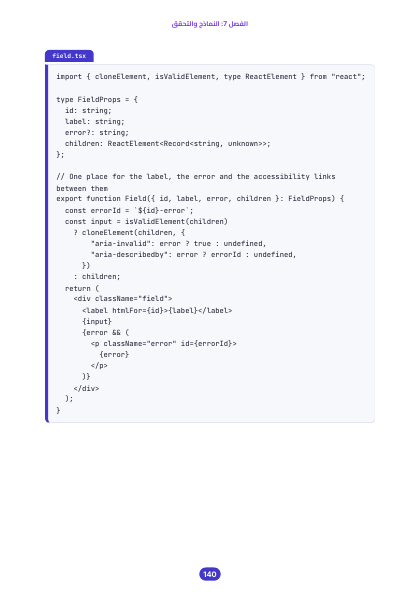 الفصل 7: النماذج والتحقق
field.tsx
import { cloneElement, isValidElement, type ReactElement } from "react";
type FieldProps = {
  id: string;
  label: string;
  error?: string;
  children: ReactElement<Record<string, unknown>>;
};
// One place for the label, the error and the accessibility links
between them
export function Field({ id, label, error, children }: FieldProps) {
  const errorId = `${id}-error`;
  const input = isValidElement(children)
    ? cloneElement(children, {
        "aria-invalid": error ? true : undefined,
        "aria-describedby": error ? errorId : undefined,
      })
    : children;
  return (
    <div className="field">
      <label htmlFor={id}>{label}</label>
      {input}
      {error && (
        <p className="error" id={errorId}>
          {error}
        </p>
      )}
    </div>
  );
}
140